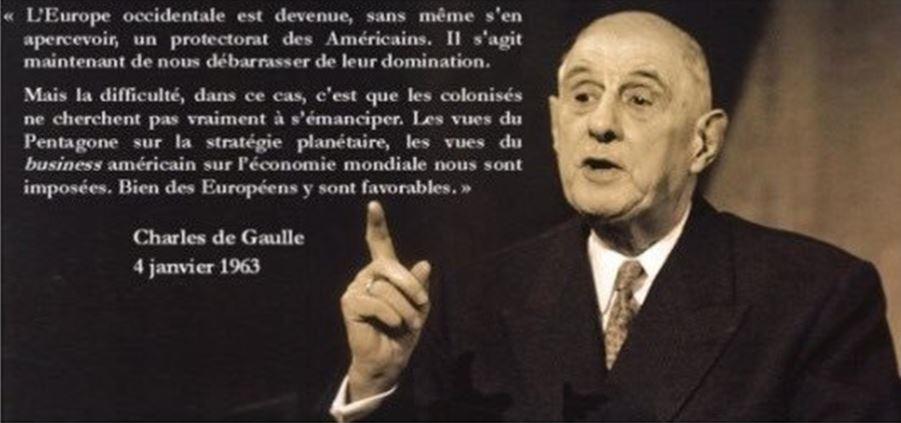 « L'Europe occidentale est devenue, sans même s'en
apercevoir, un protectorat des Américains. Il s'agit
maintenant de nous débarrasser de leur domination.
Mais la difficulté, dans ce cas, c'est que les colonisés
ne cherchent pas vraiment à s'émanciper. Les vues du
Pentagone sur la stratégie planétaire, les vues du
business américain sur l'économie mondiale nous sont
imposées. Bien des Européens y sont favorables. »
Charles de Gaulle
4 janvier 1963